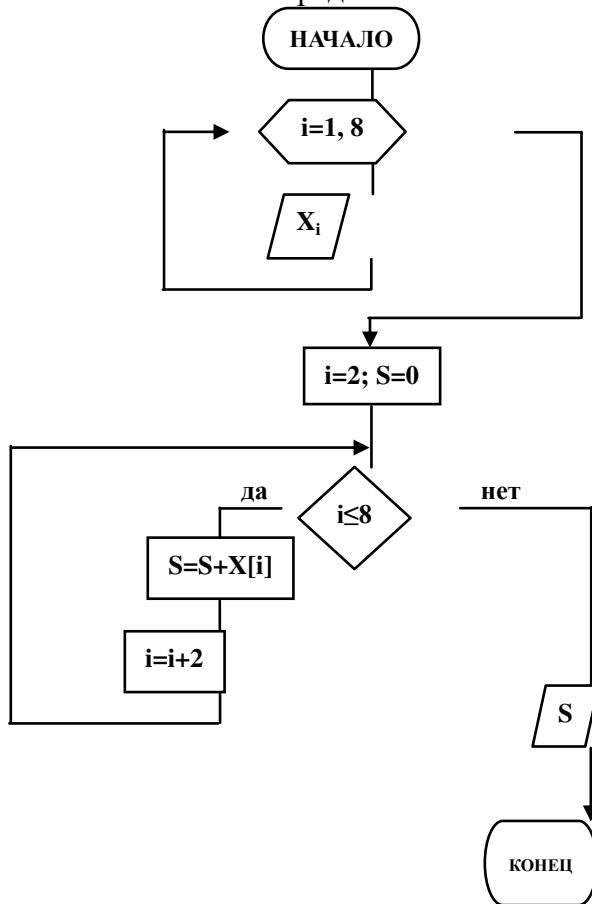 НАЧАЛО
i=1, 8
Xi
i=2; S=0
да
нет
i≤8
S=S+X[i]
i=i+2
S
КОНЕЦ